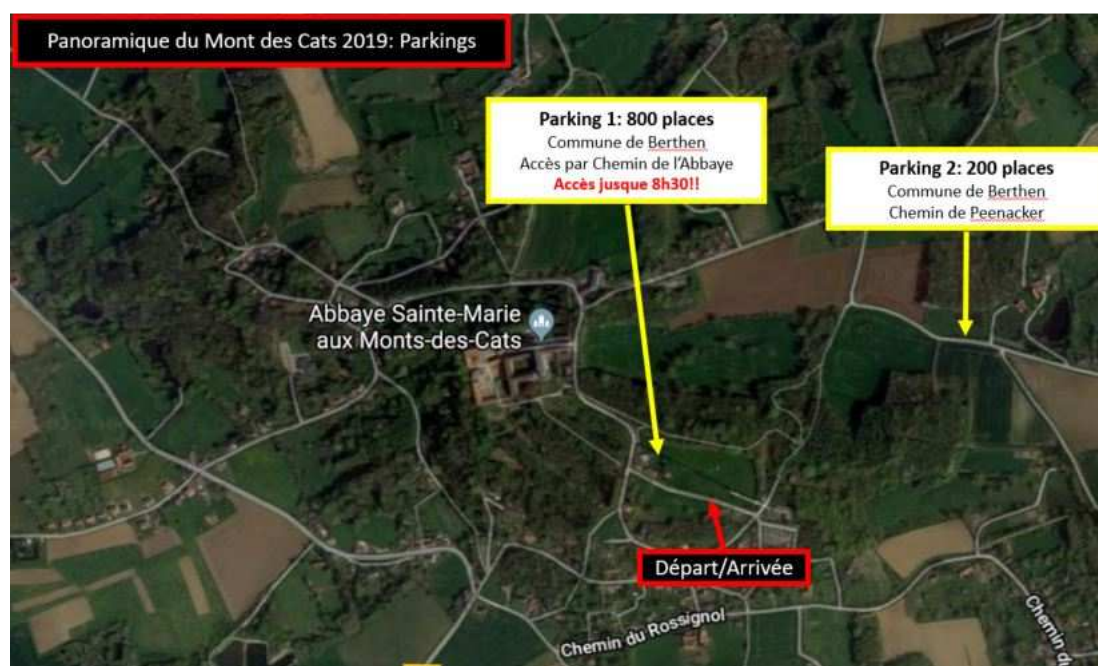 Panoramique du Mont des Cats 2019: Parkings
Parking 1: 800 places
Commune de Berthen
Accès par Chemin de l'Abbaye
Accès jusque 8h30!!
Parking 2: 200 places
Commune de Berthen
Chemin de Peenacker
Abbaye Sainte-Marie
aux Monts-des-Cats
Départ/Arrivée
Chemin du Rossignol
Chemin d